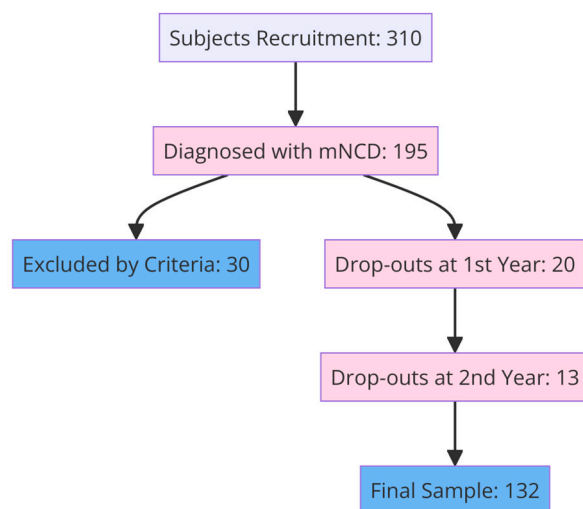 Subjects Recruitment: 310
Diagnosed with mNCD: 195
Excluded by Criteria: 30
Drop-outs at 1st Year: 20
Drop-outs at 2nd Year: 13
Final Sample: 132